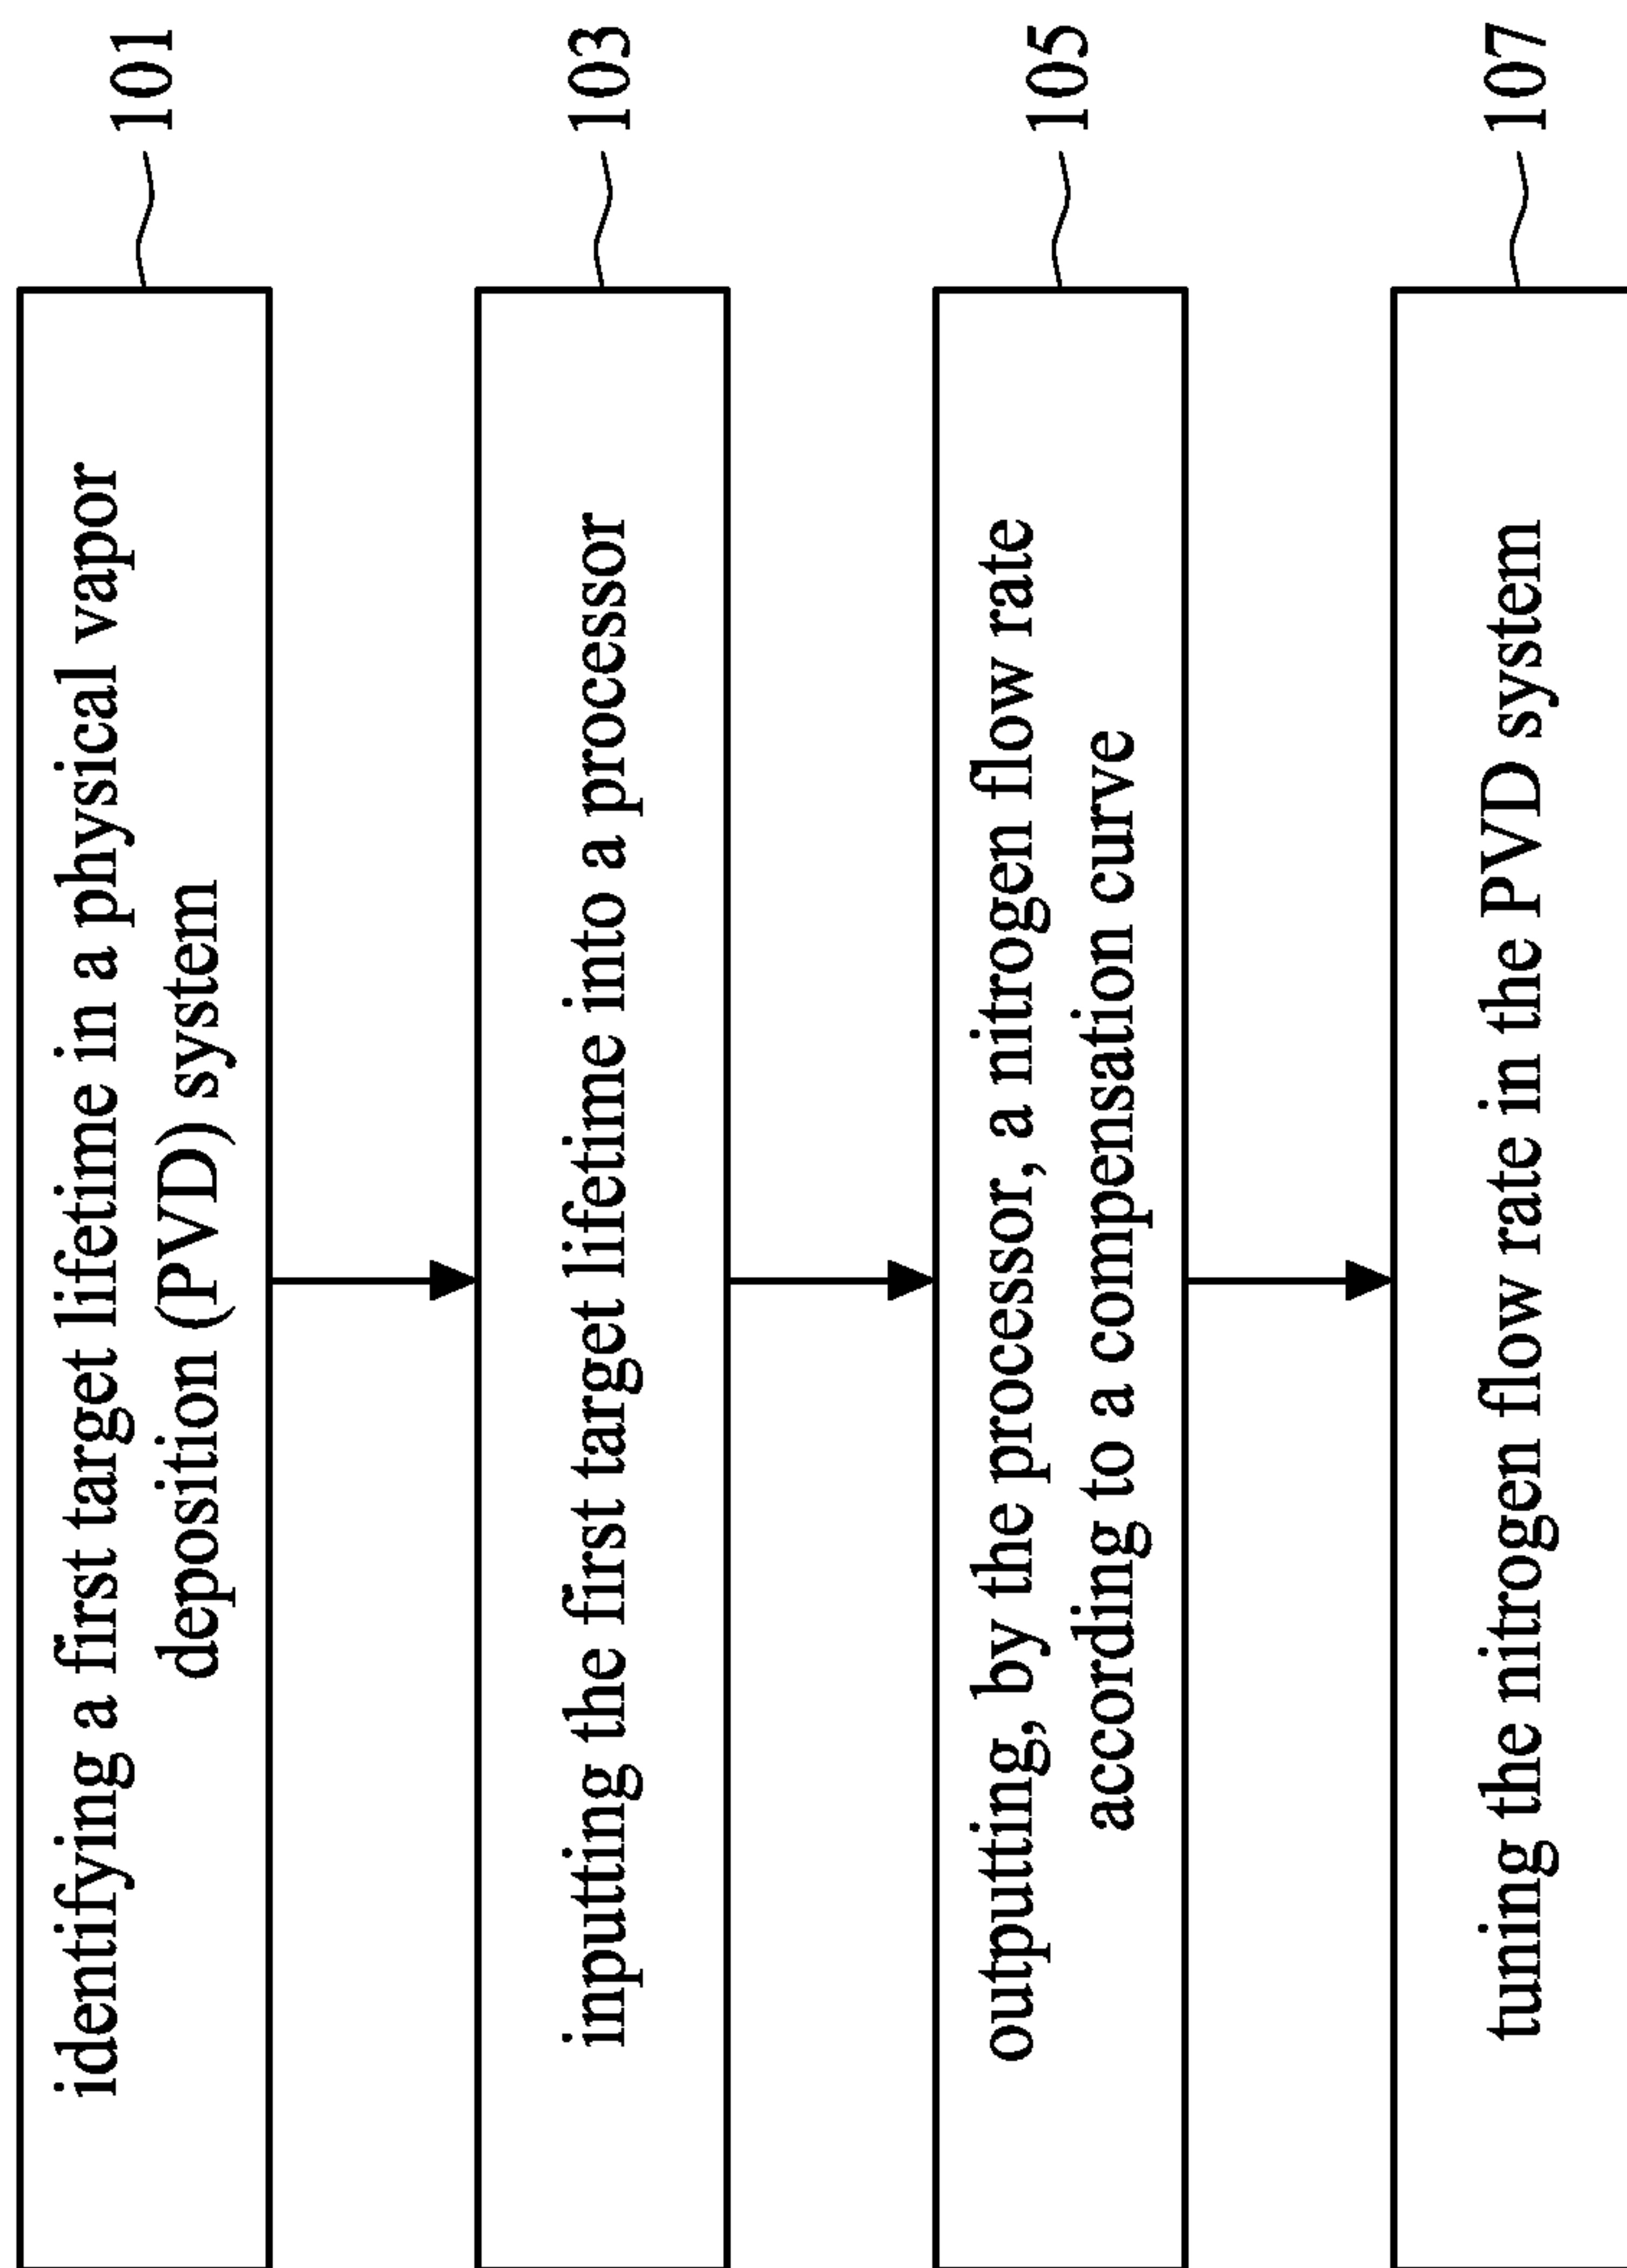 identifying a first target lifetime in a physical vapor
deposition (PVD) system
101
inputting the first target lifetime into a processor
103
outputting, by the processor, a nitrogen flow rate
according to a compensation curve
105
tuning the nitrogen flow rate in the PVD system
107